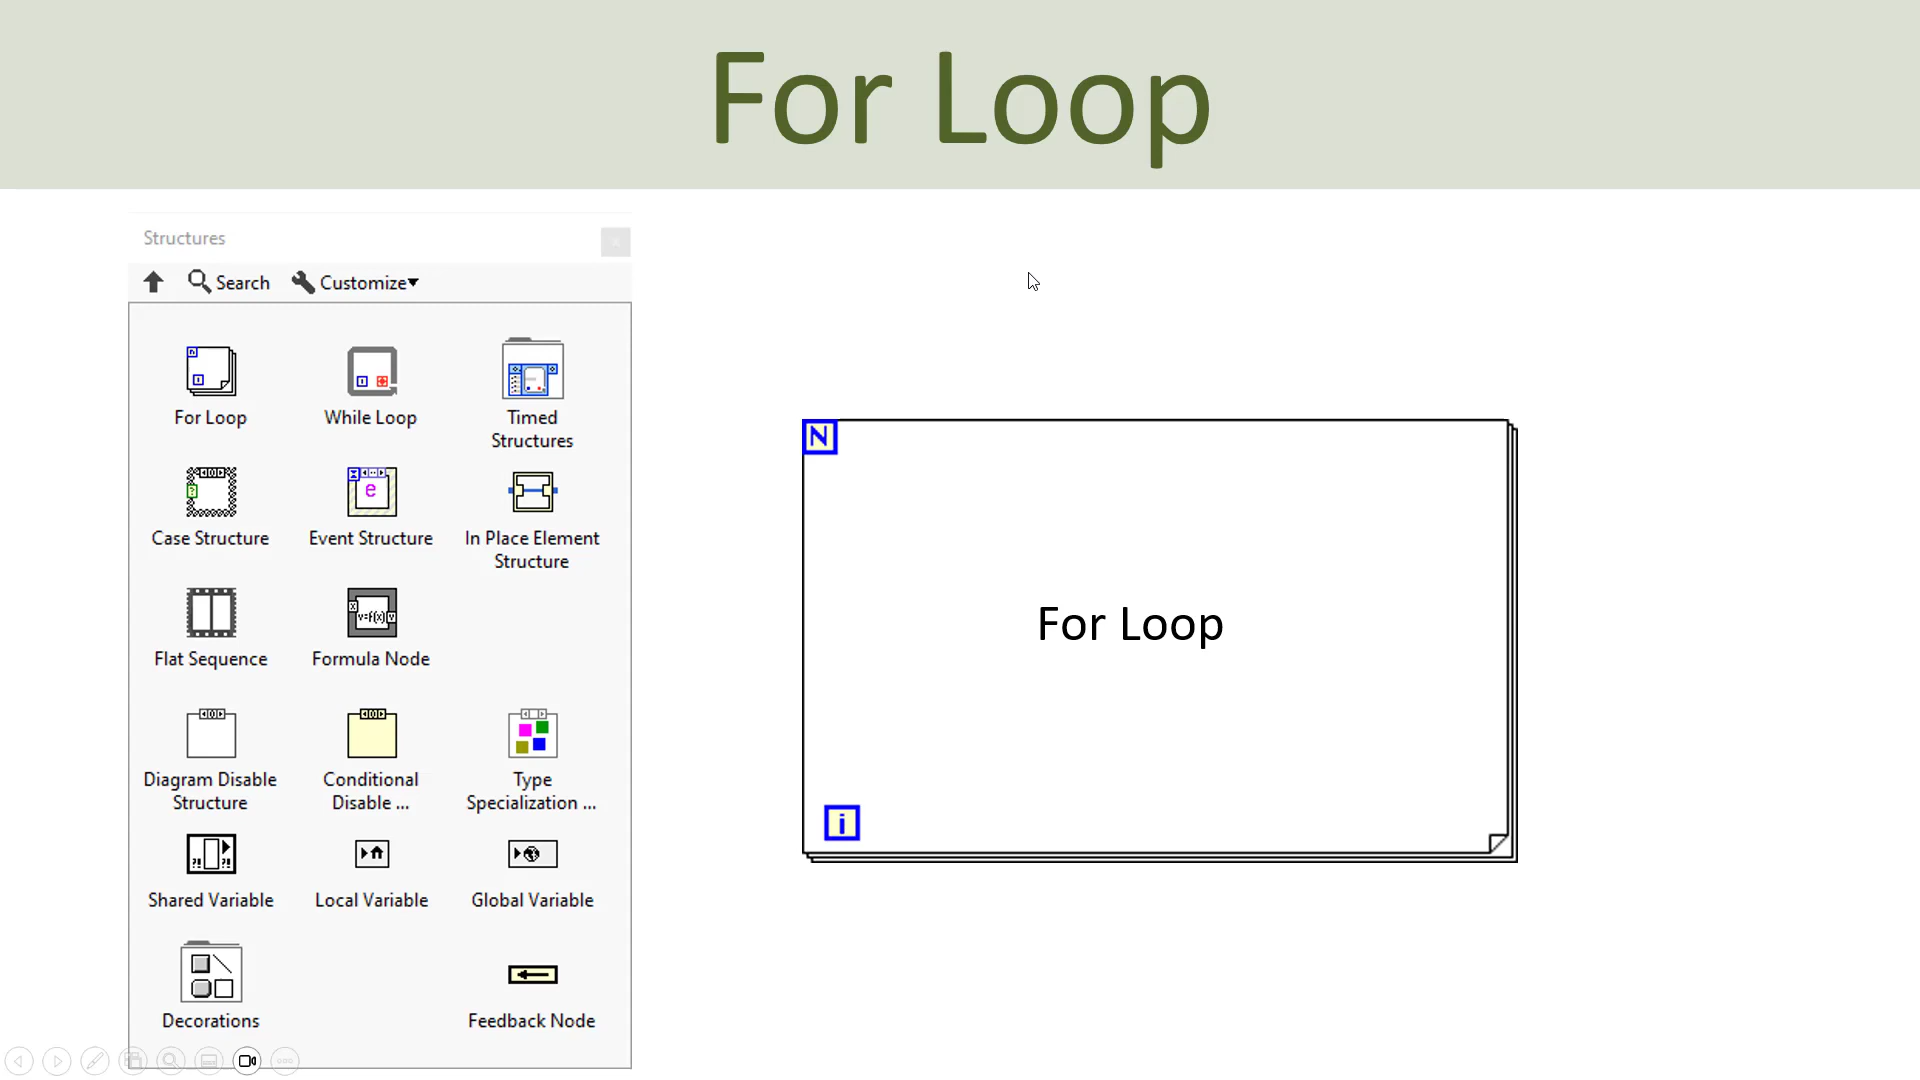 For Loop
Structures
Search Customize
For Loop While Loop Timed
Structures
Case Structure Event Structure In Place Element
Structure
Flat Sequence Formula Node
Diagram Disable Conditional Type
Structure Disable ... Specialization ...
Shared Variable Local Variable Global Variable
Decorations Feedback Node
N
For Loop
i